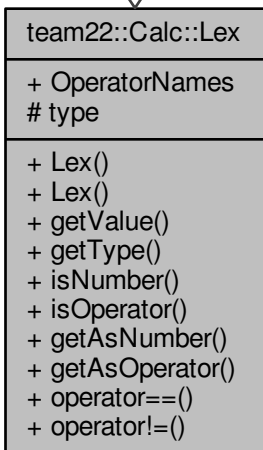 team22::Calc::Lex
+ OperatorNames
# type
+ Lex()
+ Lex()
+ getValue()
+ getType()
+ isNumber()
+ isOperator()
+ getAsNumber()
+ getAsOperator()
+ operator==()
+ operator!=()